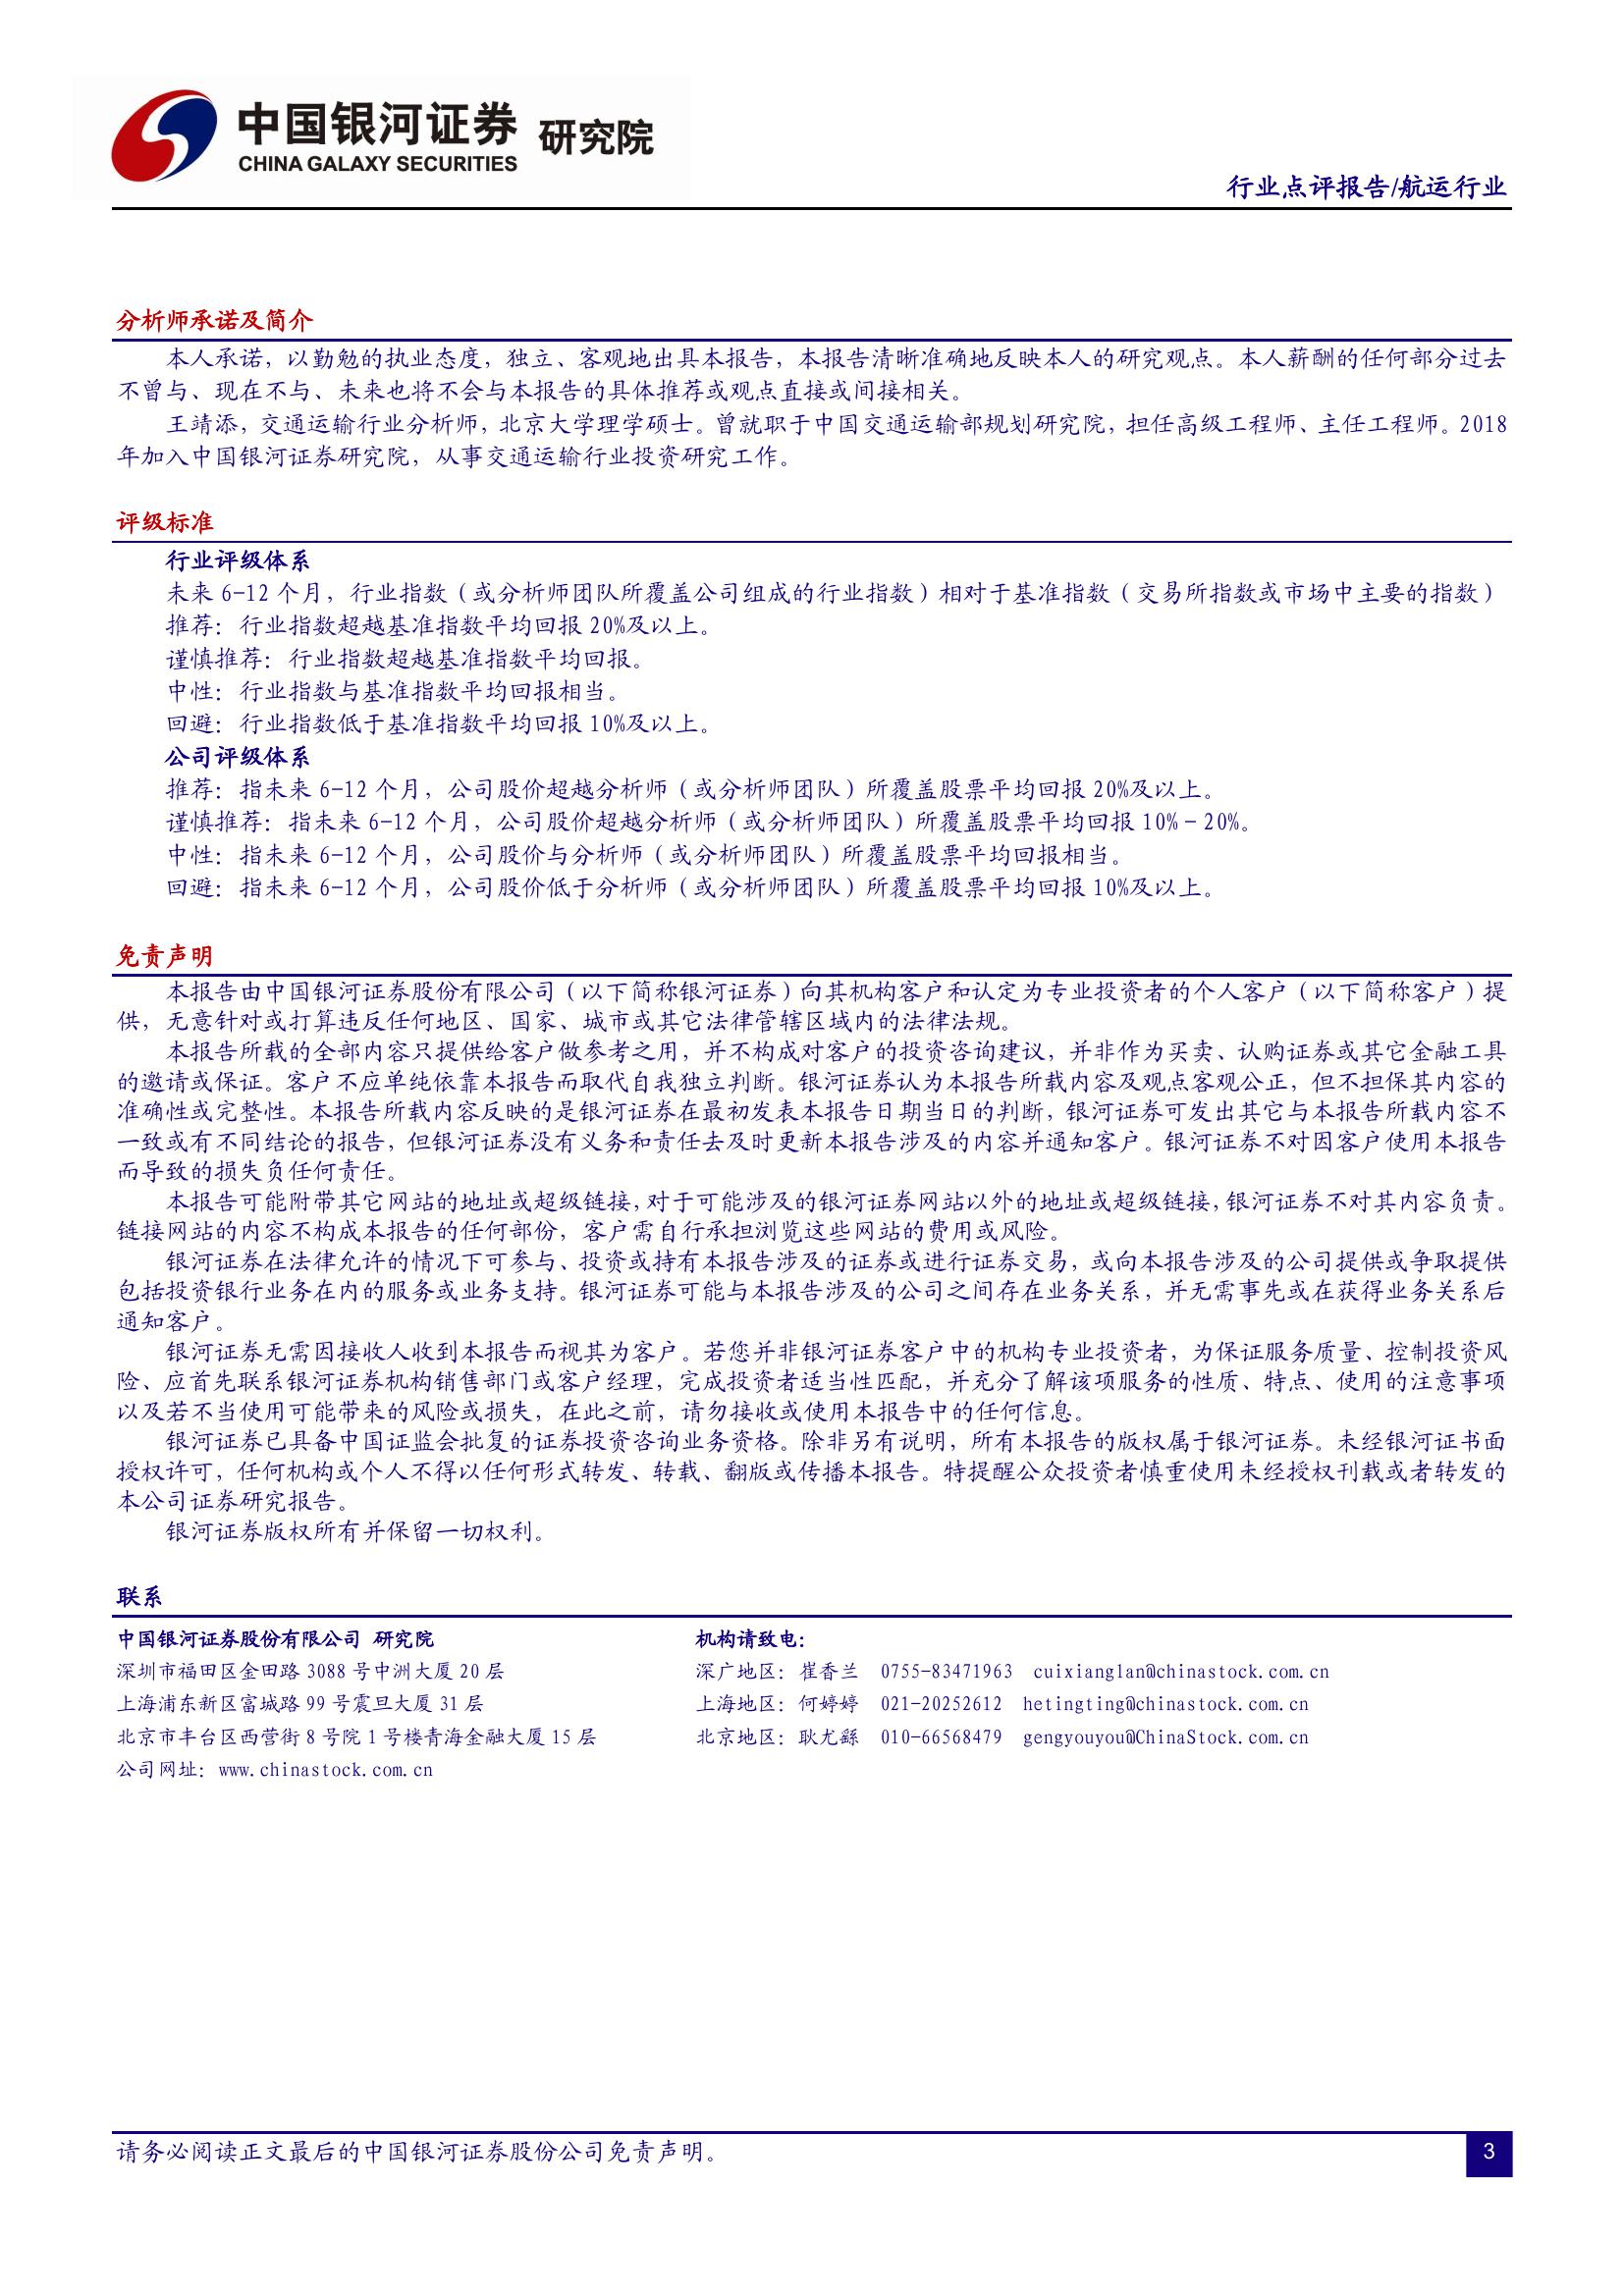 中国银河证券 研究院
CHINA GALAXY SECURITIES
行业点评报告/航运行业
分析师承诺及简介
本人承诺，以勤勉的执业态度，独立、客观地出具本报告，本报告清晰准确地反映本人的研究观点。本人薪酬的任何部分过去
不曾与、现在不与、未来也将不会与本报告的具体推荐或观点直接或间接相关。
王靖添，交通运输行业分析师，北京大学理学硕士。曾就职于中国交通运输部规划研究院，担任高级工程师、主任工程师。2018
年加入中国银河证券研究院，从事交通运输行业投资研究工作。
评级标准
行业评级体系
未来 6-12 个月，行业指数（或分析师团队所覆盖公司组成的行业指数）相对于基准指数（交易所指数或市场中主要的指数）
推荐：行业指数超越基准指数平均回报 20%及以上。
谨慎推荐：行业指数超越基准指数平均回报。
中性：行业指数与基准指数平均回报相当。
回避：行业指数低于基准指数平均回报 10%及以上。
公司评级体系
推荐：指未来 6-12 个月，公司股价超越分析师（或分析师团队）所覆盖股票平均回报 20%及以上。
谨慎推荐：指未来 6-12 个月，公司股价超越分析师（或分析师团队）所覆盖股票平均回报 10%－20%。
中性：指未来 6-12 个月，公司股价与分析师（或分析师团队）所覆盖股票平均回报相当。
回避：指未来 6-12 个月，公司股价低于分析师（或分析师团队）所覆盖股票平均回报 10%及以上。
免责声明
本报告由中国银河证券股份有限公司（以下简称银河证券）向其机构客户和认定为专业投资者的个人客户（以下简称客户）提
供，无意针对或打算违反任何地区、国家、城市或其它法律管辖区域内的法律法规。
本报告所载的全部内容只提供给客户做参考之用，并不构成对客户的投资咨询建议，并非作为买卖、认购证券或其它金融工具
的邀请或保证。客户不应单纯依靠本报告而取代自我独立判断。银河证券认为本报告所载内容及观点客观公正，但不担保其内容的
准确性或完整性。本报告所载内容反映的是银河证券在最初发表本报告日期当日的判断，银河证券可发出其它与本报告所载内容不
一致或有不同结论的报告，但银河证券没有义务和责任去及时更新本报告涉及的内容并通知客户。银河证券不对因客户使用本报告
而导致的损失负任何责任。
本报告可能附带其它网站的地址或超级链接，对于可能涉及的银河证券网站以外的地址或超级链接，银河证券不对其内容负责。
链接网站的内容不构成本报告的任何部份，客户需自行承担浏览这些网站的费用或风险。
银河证券在法律允许的情况下可参与、投资或持有本报告涉及的证券或进行证券交易，或向本报告涉及的公司提供或争取提供
包括投资银行业务在内的服务或业务支持。银河证券可能与本报告涉及的公司之间存在业务关系，并无需事先或在获得业务关系后
通知客户。
银河证券无需因接收人收到本报告而视其为客户。若您并非银河证券客户中的机构专业投资者，为保证服务质量、控制投资风
险、应首先联系银河证券机构销售部门或客户经理，完成投资者适当性匹配，并充分了解该项服务的性质、特点、使用的注意事项
以及若不当使用可能带来的风险或损失，在此之前，请勿接收或使用本报告中的任何信息。
银河证券已具备中国证监会批复的证券投资咨询业务资格。除非另有说明，所有本报告的版权属于银河证券。未经银河证书面
授权许可，任何机构或个人不得以任何形式转发、转载、翻版或传播本报告。特提醒公众投资者慎重使用未经授权刊载或者转发的
本公司证券研究报告。
银河证券版权所有并保留一切权利。
联系
中国银河证券股份有限公司 研究院
机构请致电：
深圳市福田区金田路 3088 号中洲大厦 20 层
深广地区：崔香兰 0755-83471963 cuixianglan@chinastock.com.cn
上海浦东新区富城路 99 号震旦大厦 31 层
上海地区：何婷婷 021-20252612 hetingting@chinastock.com.cn
北京市丰台区西营街 8 号院 1 号楼青海金融大厦 15 层
北京地区：耿尤繇 010-66568479 gengyouyou@ChinaStock.com.cn
公司网址：www.chinastock.com.cn
请务必阅读正文最后的中国银河证券股份公司免责声明。
3